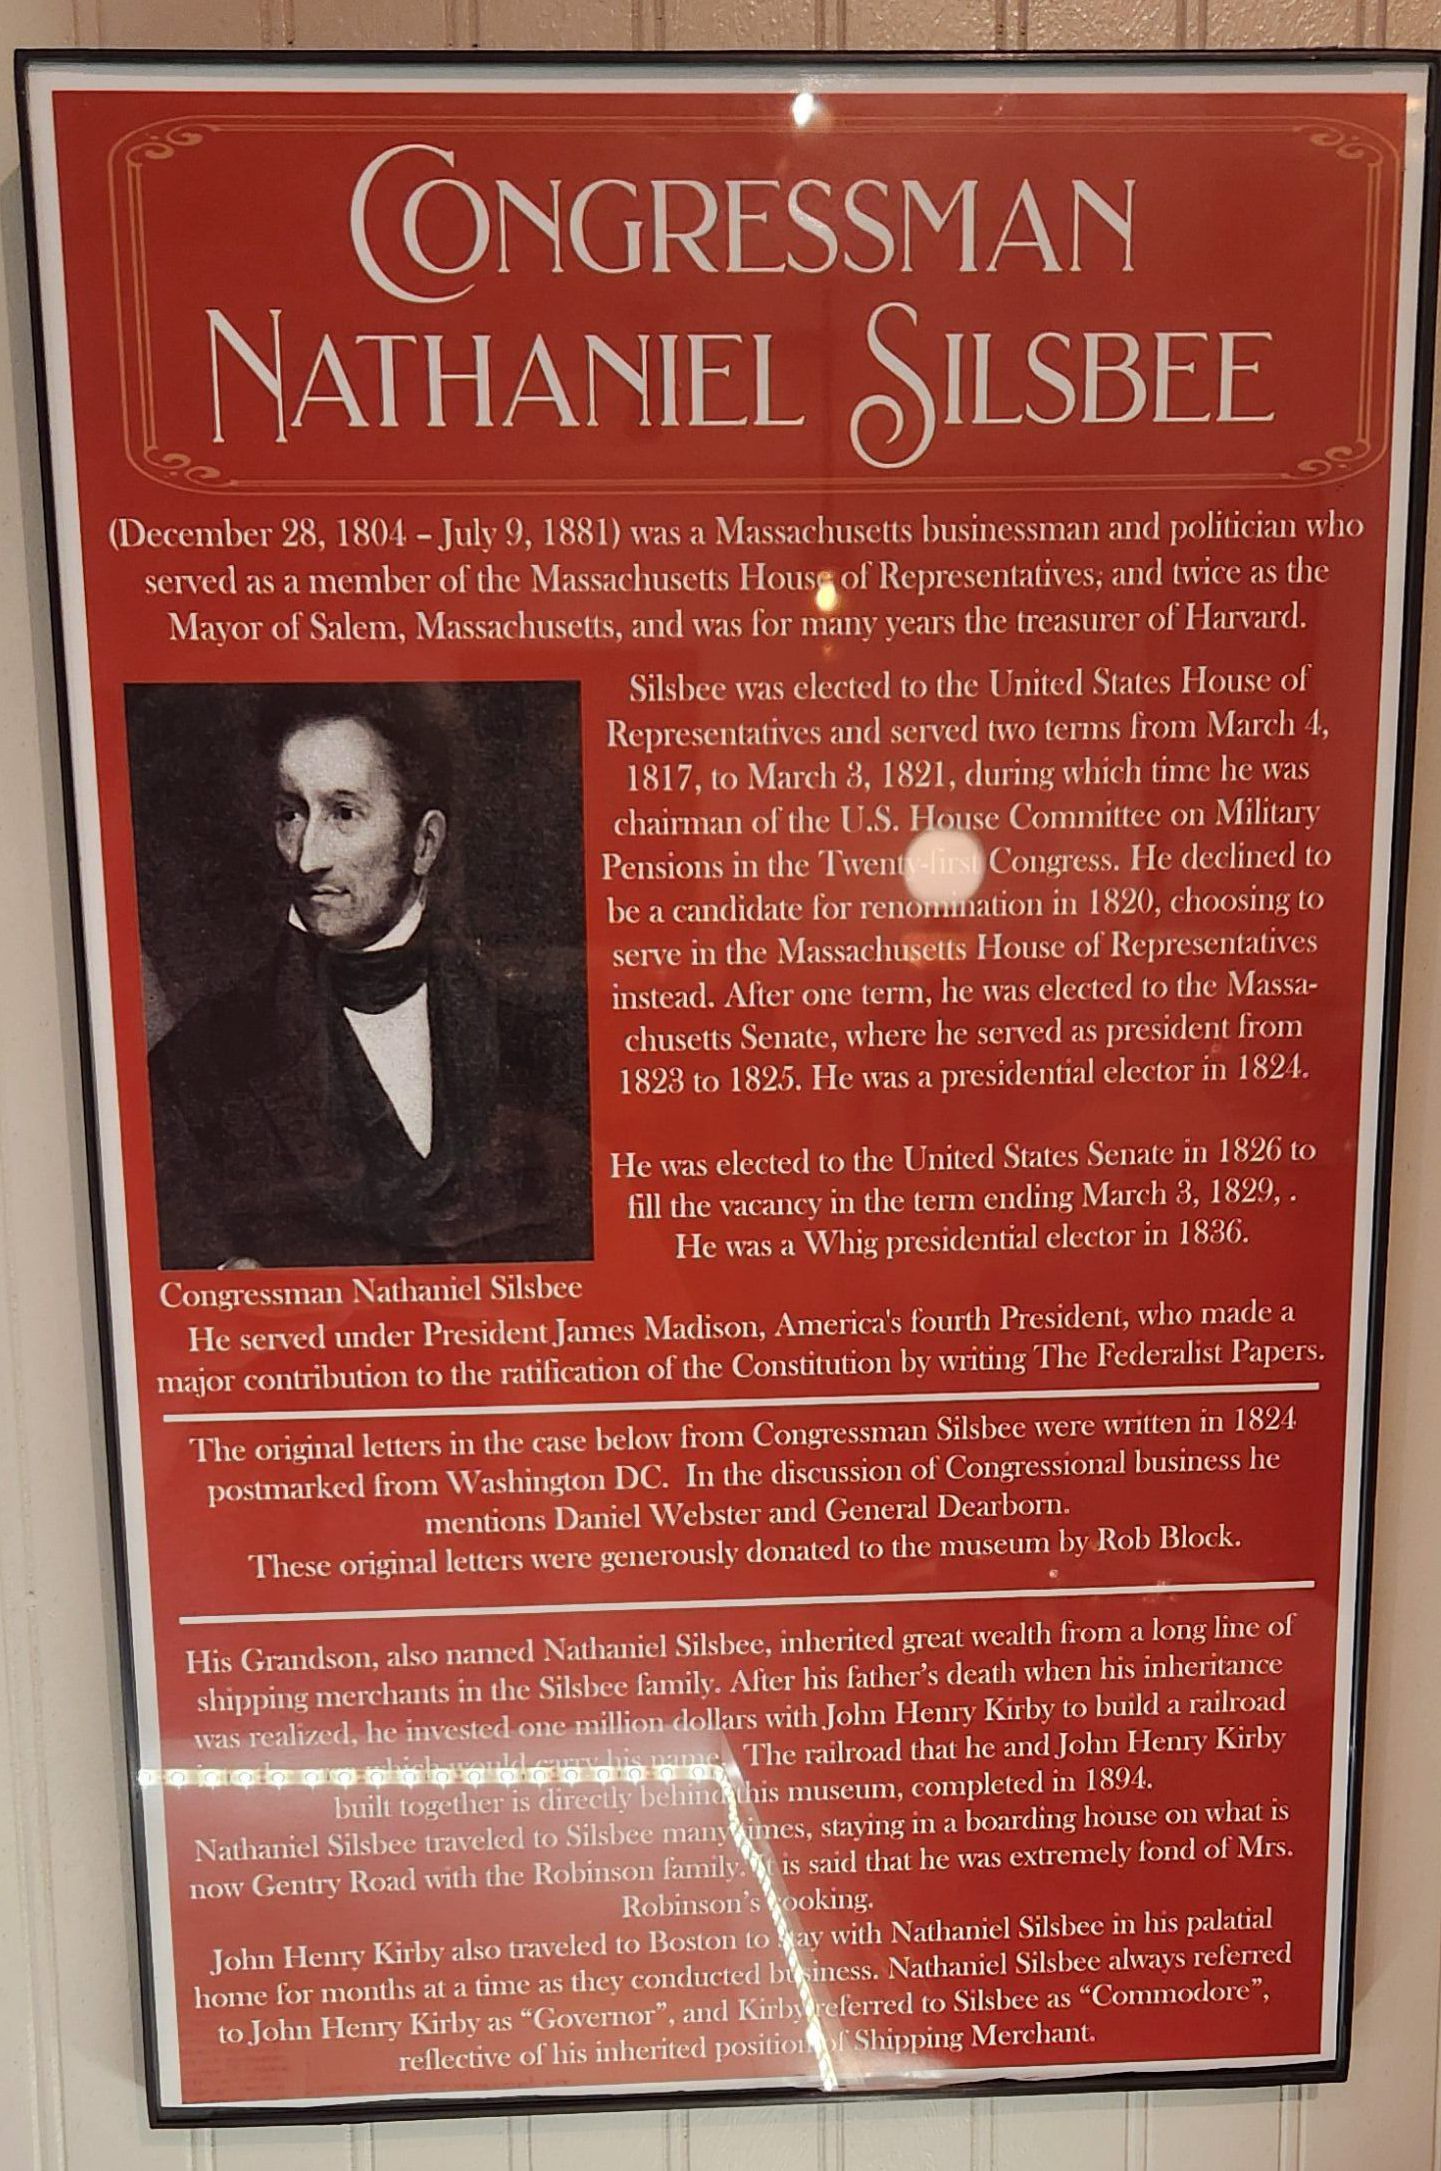 CONGRESSMAN
NATHANIEL SILSBEE
(December 28, 1804 – July 9, 1881) was a Massachusetts businessman and politician who
served as a member of the Massachusetts House of Representatives, and twice as the
Mayor of Salem, Massachusetts, and was for many years the treasurer of Harvard.
Silsbee was elected to the United States House of
Representatives and served two terms from March 4,
1817, to March 3, 1821, during which time he was
chairman of the U.S. House Committee on Military
Pensions in the Twenty-first Congress. He declined to
be a candidate for renomination in 1820, choosing to
serve in the Massachusetts House of Representatives
instead. After one term, he was elected to the Massa-
chusetts Senate, where he served as president from
1823 to 1825. He was a presidential elector in 1824.
He was elected to the United States Senate in 1826 to
fill the vacancy in the term ending March 3, 1829, .
He was a Whig presidential elector in 1836.
Congressman Nathaniel Silsbee
He served under President James Madison, America's fourth President, who made a
major contribution to the ratification of the Constitution by writing The Federalist Papers.
The original letters in the case below from Congressman Silsbee were written in 1824
postmarked from Washington DC. In the discussion of Congressional business he
mentions Daniel Webster and General Dearborn.
These original letters were generously donated to the museum by Rob Block.
His Grandson, also named Nathaniel Silsbee, inherited great wealth from a long line of
shipping merchants in the Silsbee family. After his father’s death when his inheritance
was realized, he invested one million dollars with John Henry Kirby to build a railroad
which would carry his name. The railroad that he and John Henry Kirby
built together is directly behind this museum, completed in 1894.
Nathaniel Silsbee traveled to Silsbee many times, staying in a boarding house on what is
now Gentry Road with the Robinson family. It is said that he was extremely fond of Mrs.
Robinson’s cooking.
John Henry Kirby also traveled to Boston to stay with Nathaniel Silsbee in his palatial
home for months at a time as they conducted business. Nathaniel Silsbee always referred
to John Henry Kirby as “Governor”, and Kirby referred to Silsbee as “Commodore”,
reflective of his inherited position of Shipping Merchant.